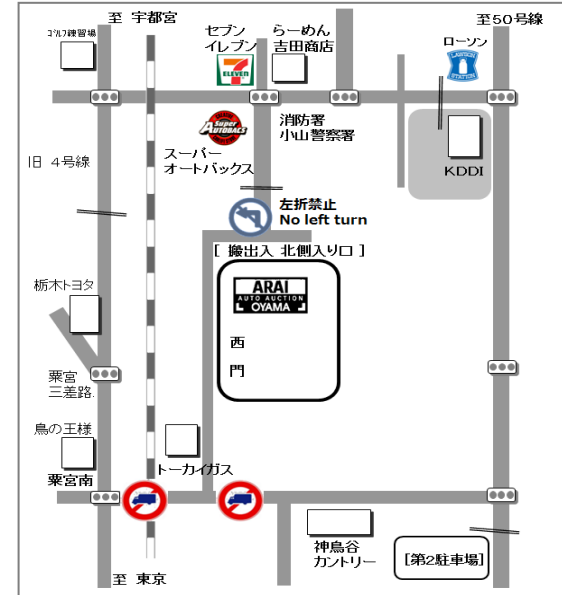 至 宇都宮
至50号線
ゴルフ練習場
セブン
イレブン
らーめん
吉田商店
ローソン
LAWSON
STATION
ELEVEN
Super
AUTOBACS
消防署
小山警察署
スーパー
オートバックス
KDDI
旧 4号線
左折禁止
No left turn
[ 搬出入 北側入り口 ]
ARAI
AUTO AUCTION
OYAMA
栃木トヨタ
西
門
粟宮
三差路.
鳥の王様
粟宮南
トーカイガス
神鳥谷
カントリー
[第2駐車場]
至 東京